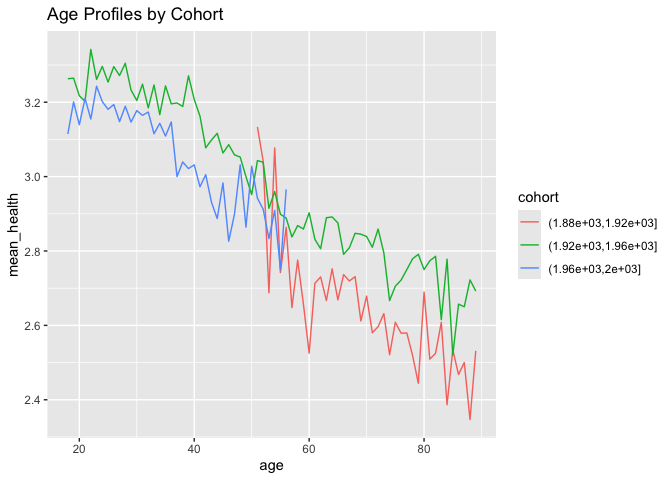 Age Profiles by Cohort
mean_health
3.2
3.0
2.8
2.6
2.4
20
40
60
80
age
cohort
(1.88e+03,1.92e+03]
(1.92e+03,1.96e+03]
(1.96e+03,2e+03]